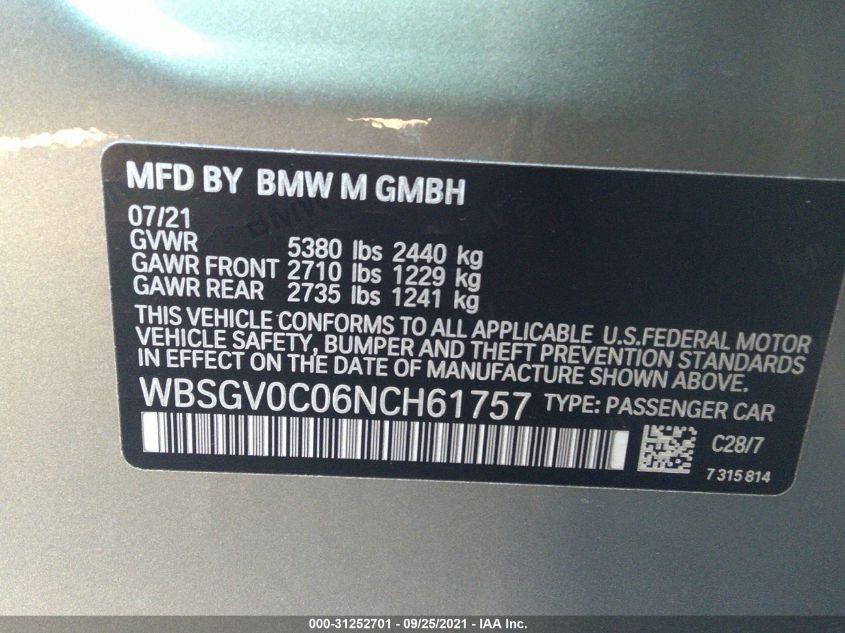 MFD BY BMW M GMBH
07/21
GVWR 5380 lbs 2440 kg
GAWR FRONT 2710 lbs 1229 kg
GAWR REAR 2735 lbs 1241 kg
THIS VEHICLE CONFORMS TO ALL APPLICABLE U.S.FEDERAL MOTOR
VEHICLE SAFETY, BUMPER AND THEFT PREVENTION STANDARDS
IN EFFECT ON THE DATE OF MANUFACTURE SHOWN ABOVE.
WBSGV0C06NCH61757 TYPE: PASSENGER CAR
C28/7
7 315 814
000-31252701 - 09/25/2021 - IAA Inc.